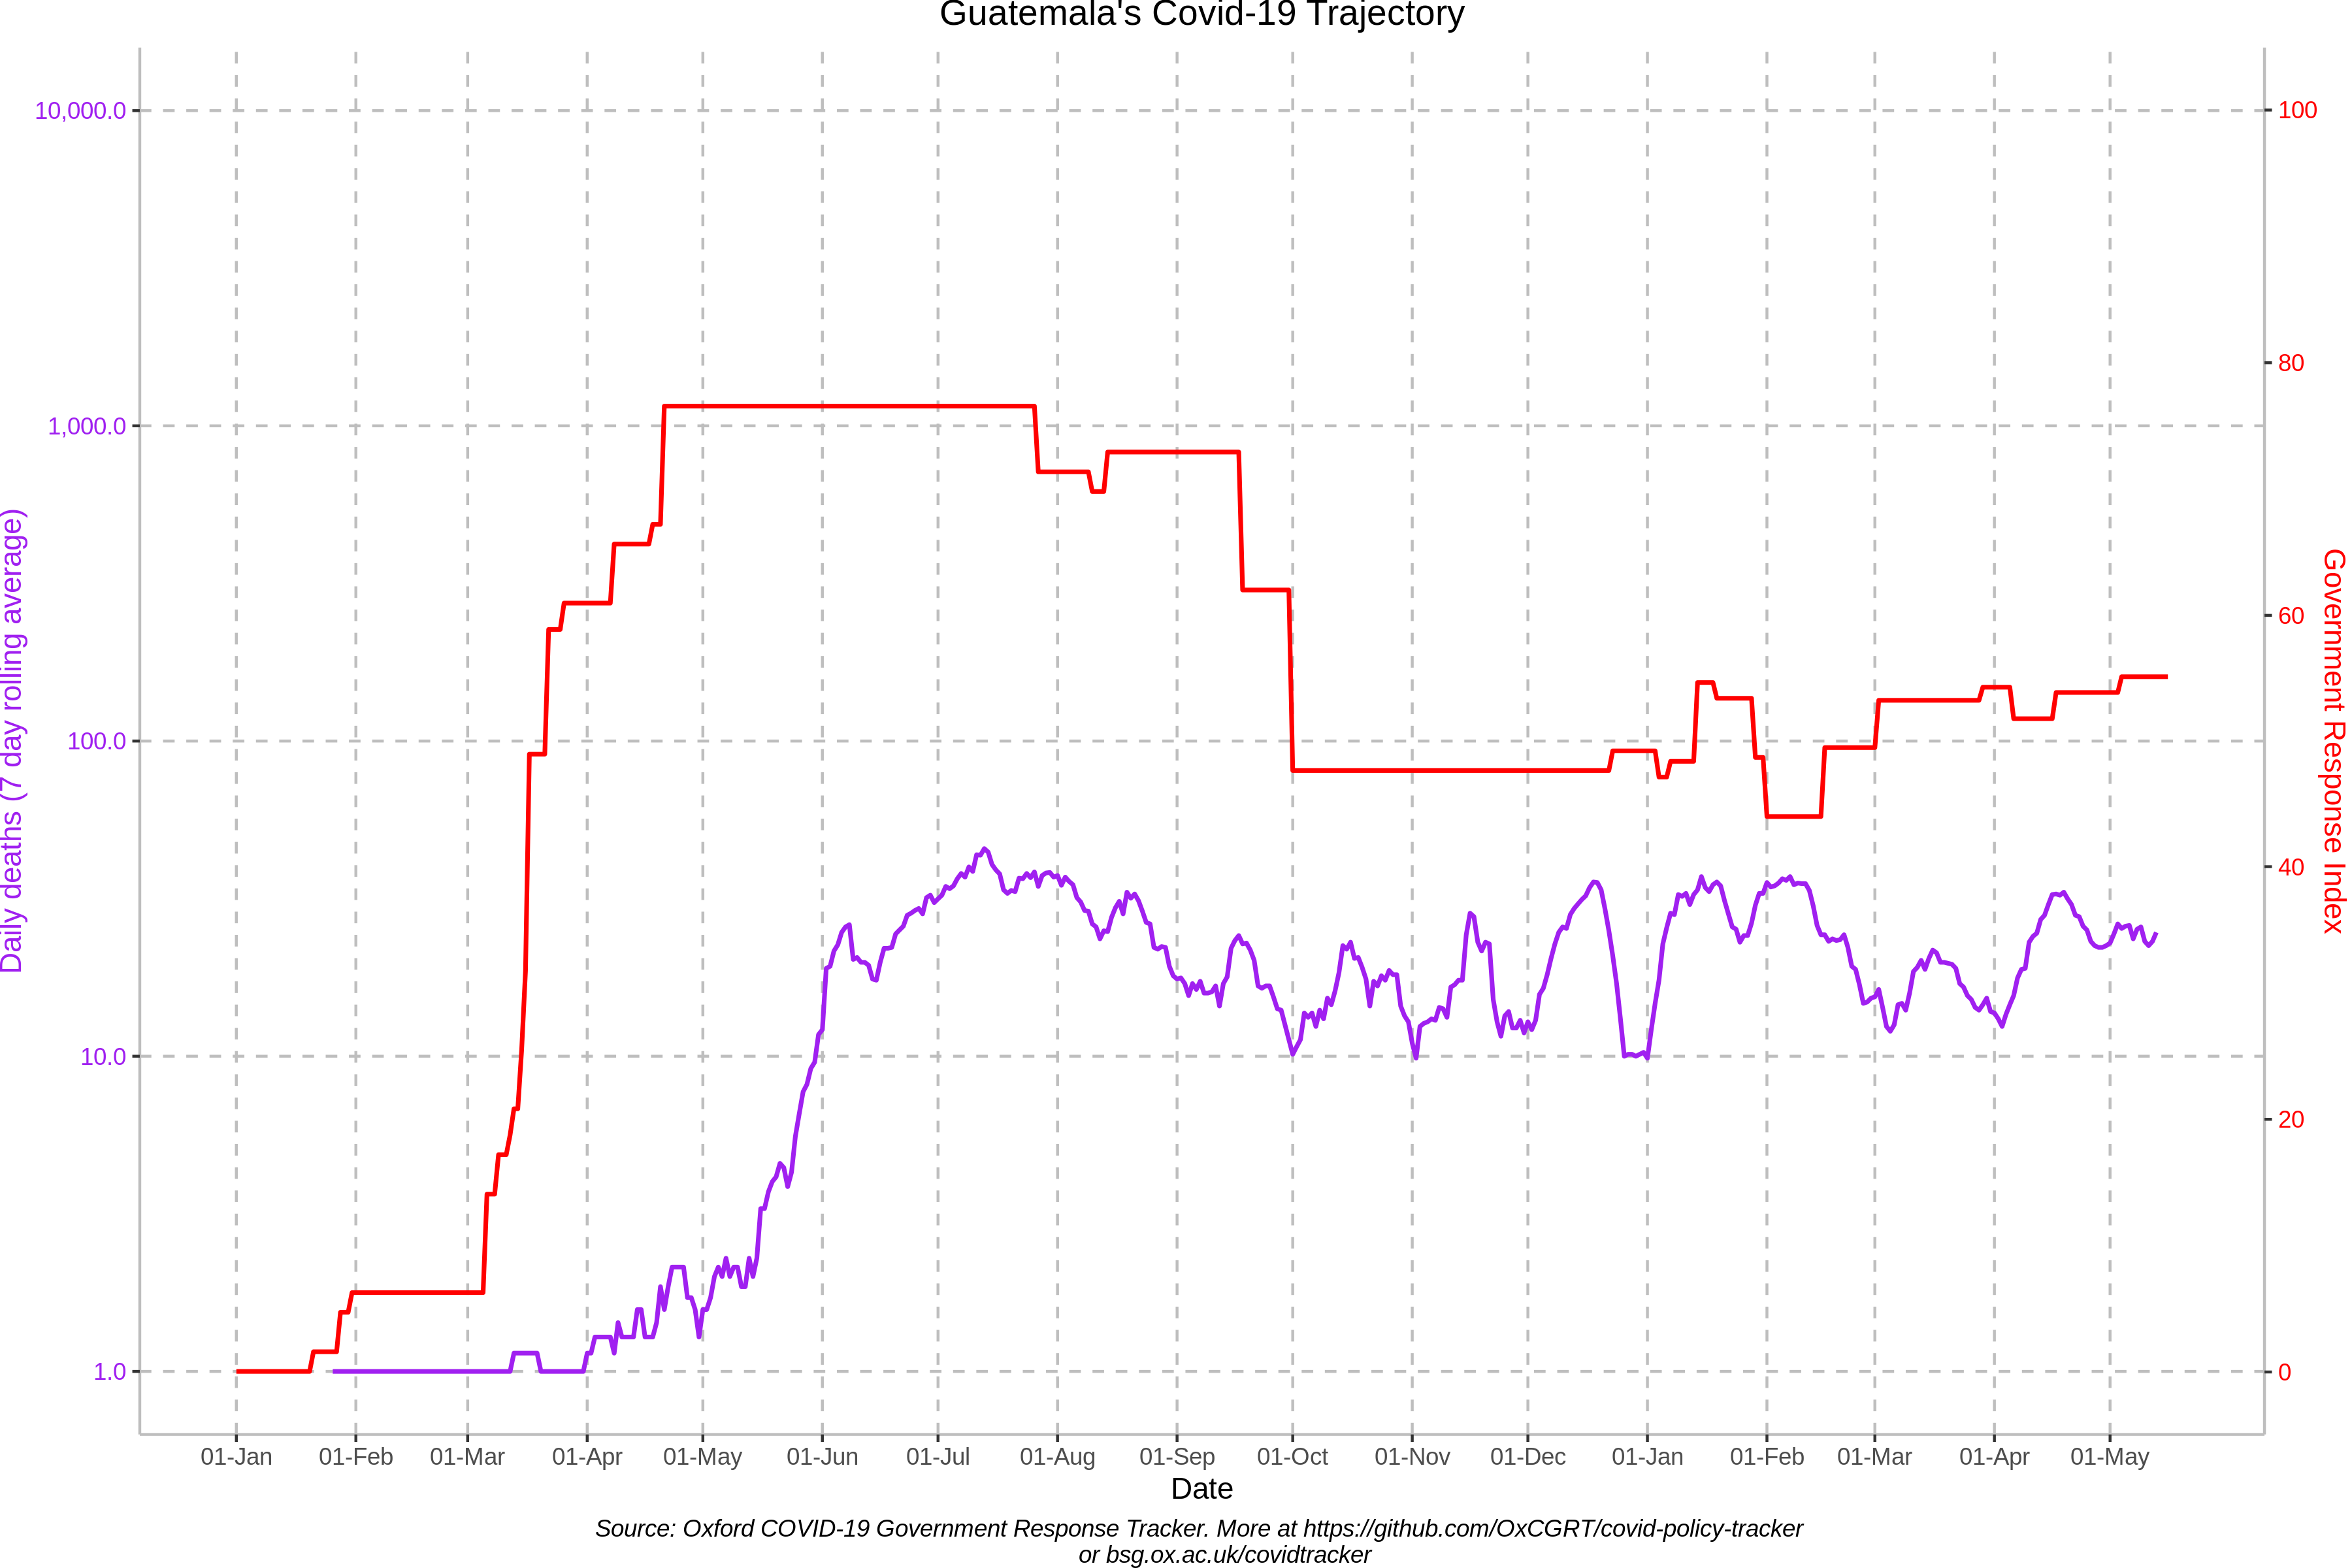 Guatemala's Covid-19 Trajectory
10,000.0
1,000.0
100.0
10.0
1.0
Daily deaths (7 day rolling average)
100
80
60
40
20
0
Government Response Index
01-Jan 01-Feb 01-Mar 01-Apr 01-May 01-Jun 01-Jul 01-Aug 01-Sep 01-Oct 01-Nov 01-Dec 01-Jan 01-Feb 01-Mar 01-Apr 01-May
Date
Source: Oxford COVID-19 Government Response Tracker. More at https://github.com/OxCGRT/covid-policy-tracker
or bsg.ox.ac.uk/covidtracker